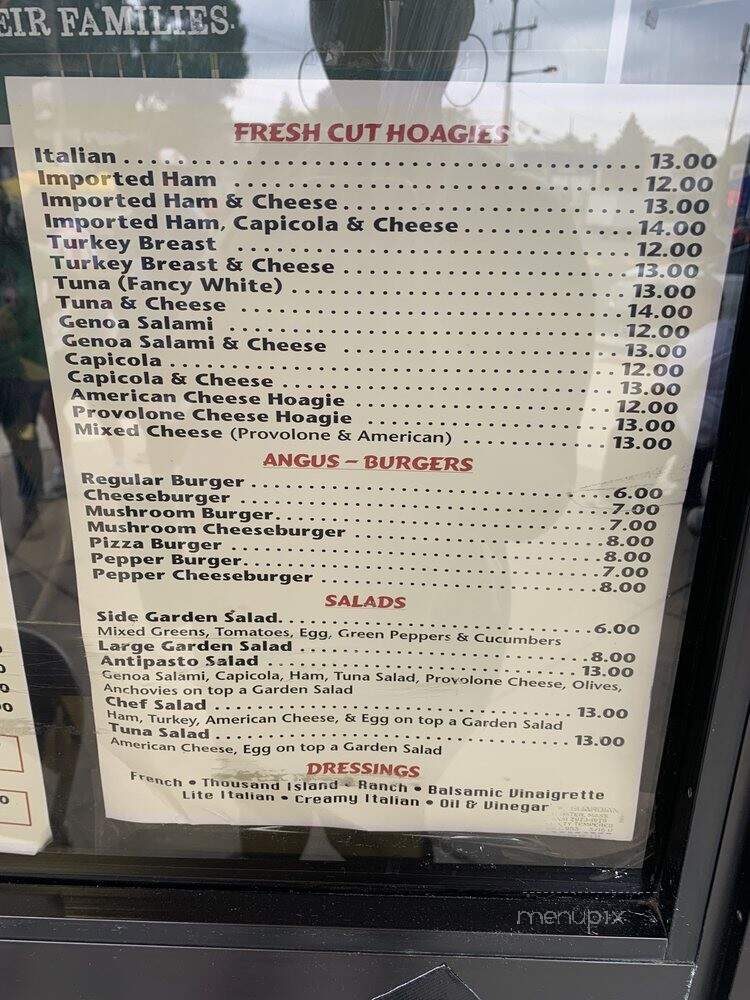 EIR FAMILIES.
FRESH CUT HOAGIES
Italian 13.00
Imported Ham 12.00
Imported Ham & Cheese 13.00
Imported Ham, Capicola & Cheese 14.00
Turkey Breast 12.00
Turkey Breast & Cheese 13.00
Tuna (Fancy White) 13.00
Tuna & Cheese 14.00
Genoa Salami 12.00
Genoa Salami & Cheese 13.00
Capicola 12.00
Capicola & Cheese 13.00
American Cheese Hoagie 12.00
Provolone Cheese Hoagie 13.00
Mixed Cheese (Provolone & American) 13.00
ANGUS – BURGERS
Regular Burger 6.00
Cheeseburger 7.00
Mushroom Burger 7.00
Mushroom Cheeseburger 8.00
Pizza Burger 8.00
Pepper Burger 7.00
Pepper Cheeseburger 8.00
SALADS
Side Garden Salad 6.00
Mixed Greens, Tomatoes, Egg, Green Peppers & Cucumbers
Large Garden Salad 8.00
Antipasto Salad 13.00
Genoa Salami, Capicola, Ham, Tuna Salad, Provolone Cheese, Olives,
Anchovies on top a Garden Salad
Chef Salad 13.00
Ham, Turkey, American Cheese, & Egg on top a Garden Salad
Tuna Salad 13.00
American Cheese, Egg on top a Garden Salad
DRESSINGS
French • Thousand Island • Ranch • Balsamic Vinaigrette
Lite Italian • Creamy Italian • Oil & Vinegar
menupix